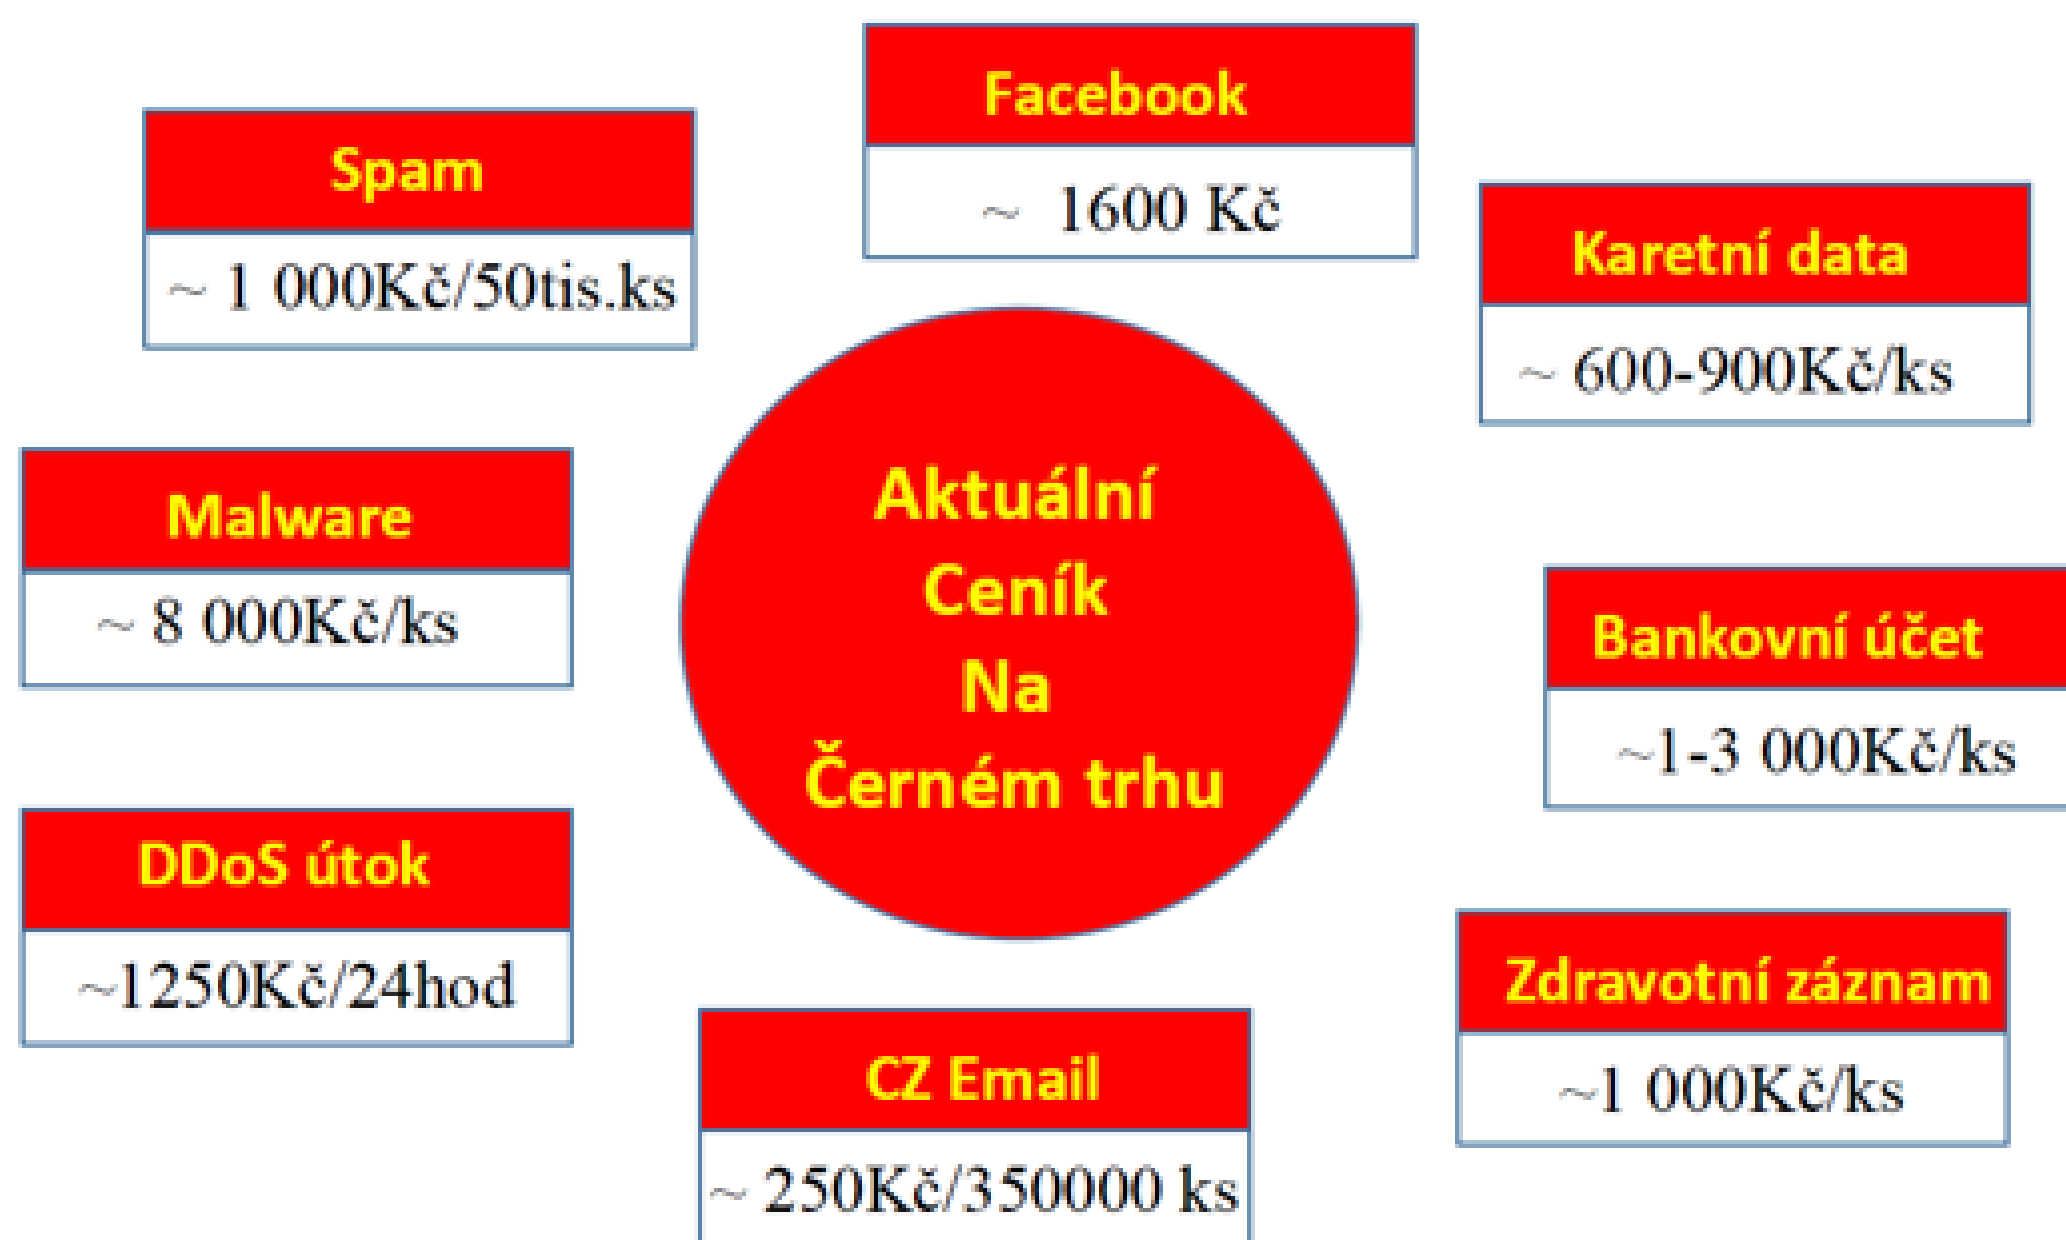 Facebook
~ 1600 Kč
Spam
~ 1 000Kč/50tis.ks
Karetní data
~ 600-900Kč/ks
Malware
~ 8 000Kč/ks
Aktuální
Ceník
Na
Černém trhu
Bankovní účet
~1-3 000Kč/ks
DDoS útok
~1250Kč/24hod
Zdravotní záznam
~1 000Kč/ks
CZ Email
~ 250Kč/350000 ks